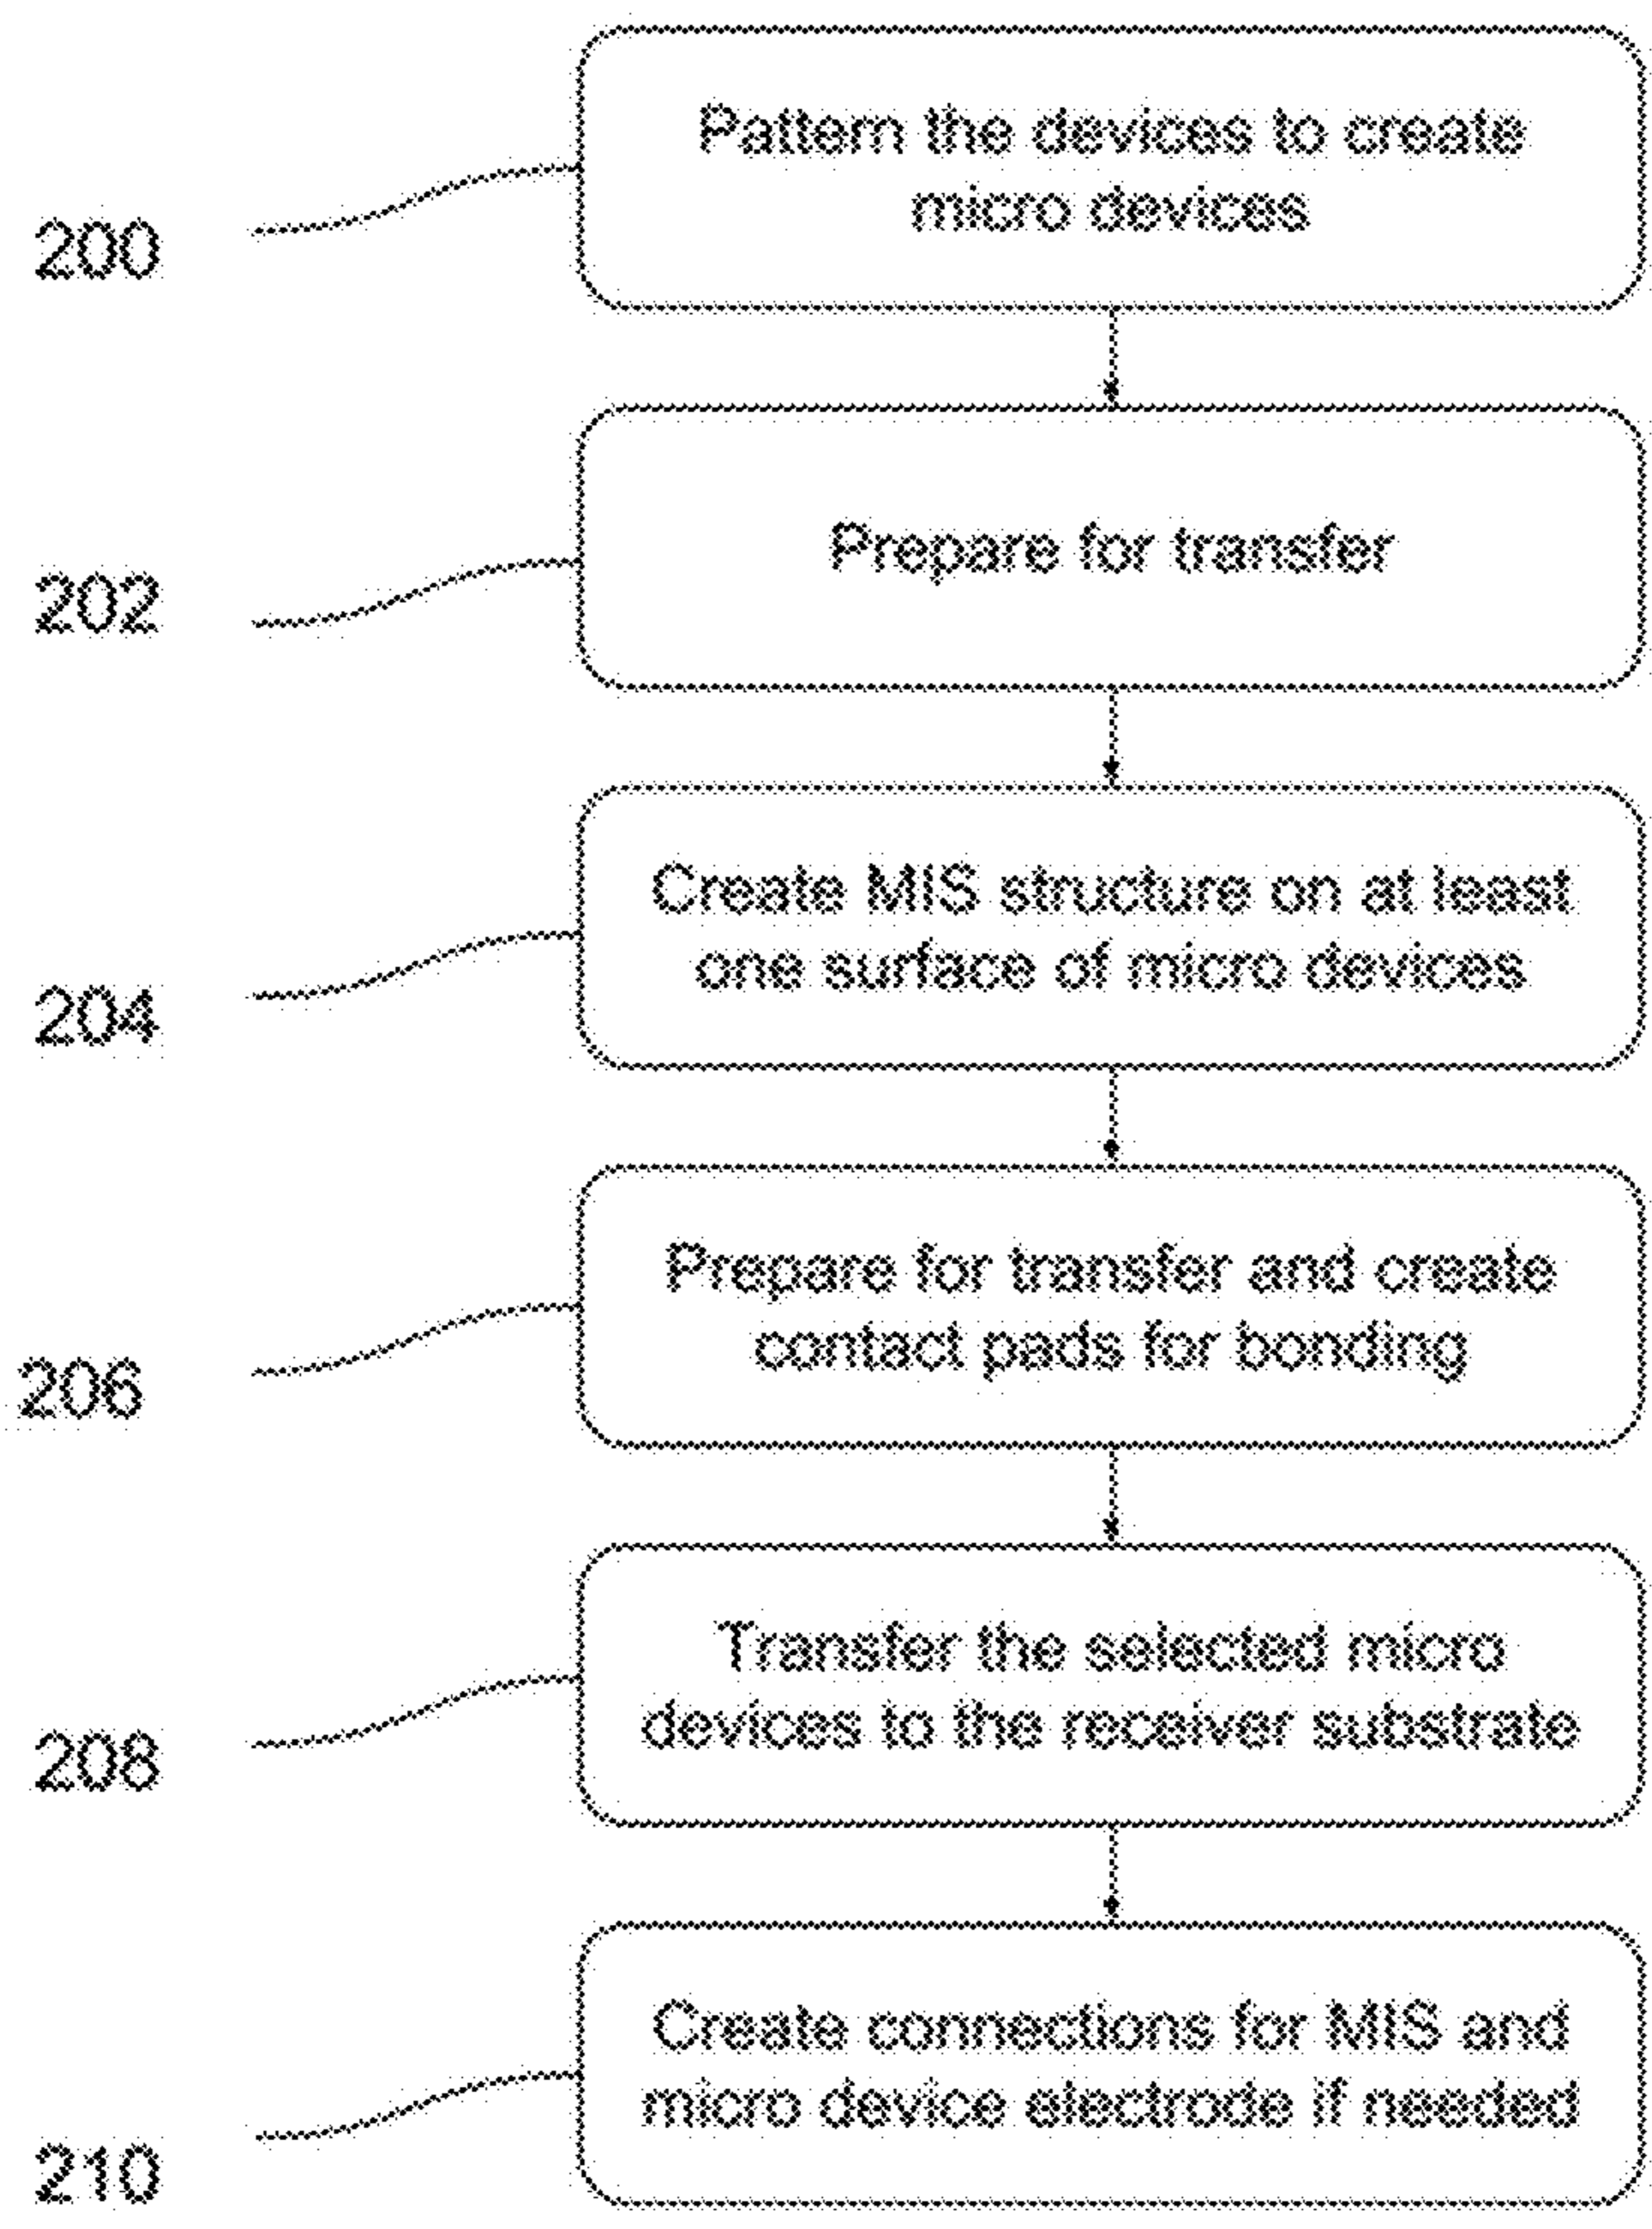 Pattern the devices to create
micro devices
200
Prepare for transfer
202
Create MIS structure on at least
one surface of micro devices
204
Prepare for transfer and create
contact pads for bonding
206
Transfer the selected micro
devices to the receiver substrate
208
Create connections for MIS and
micro device electrode if needed
210